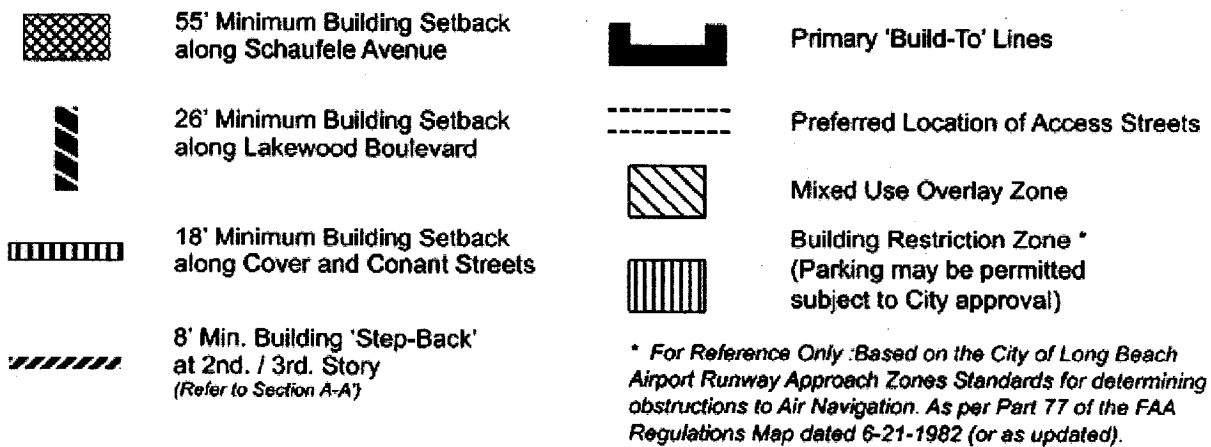 55' Minimum Building Setback
along Schaufele Avenue
26' Minimum Building Setback
along Lakewood Boulevard
18' Minimum Building Setback
along Cover and Conant Streets
8' Min. Building 'Step-Back'
at 2nd. / 3rd. Story
(Refer to Section A-A')
Primary 'Build-To' Lines
Preferred Location of Access Streets
Mixed Use Overlay Zone
Building Restriction Zone *
(Parking may be permitted
subject to City approval)
* For Reference Only :Based on the City of Long Beach
Airport Runway Approach Zones Standards for determining
obstructions to Air Navigation. As per Part 77 of the FAA
Regulations Map dated 6-21-1982 (or as updated).